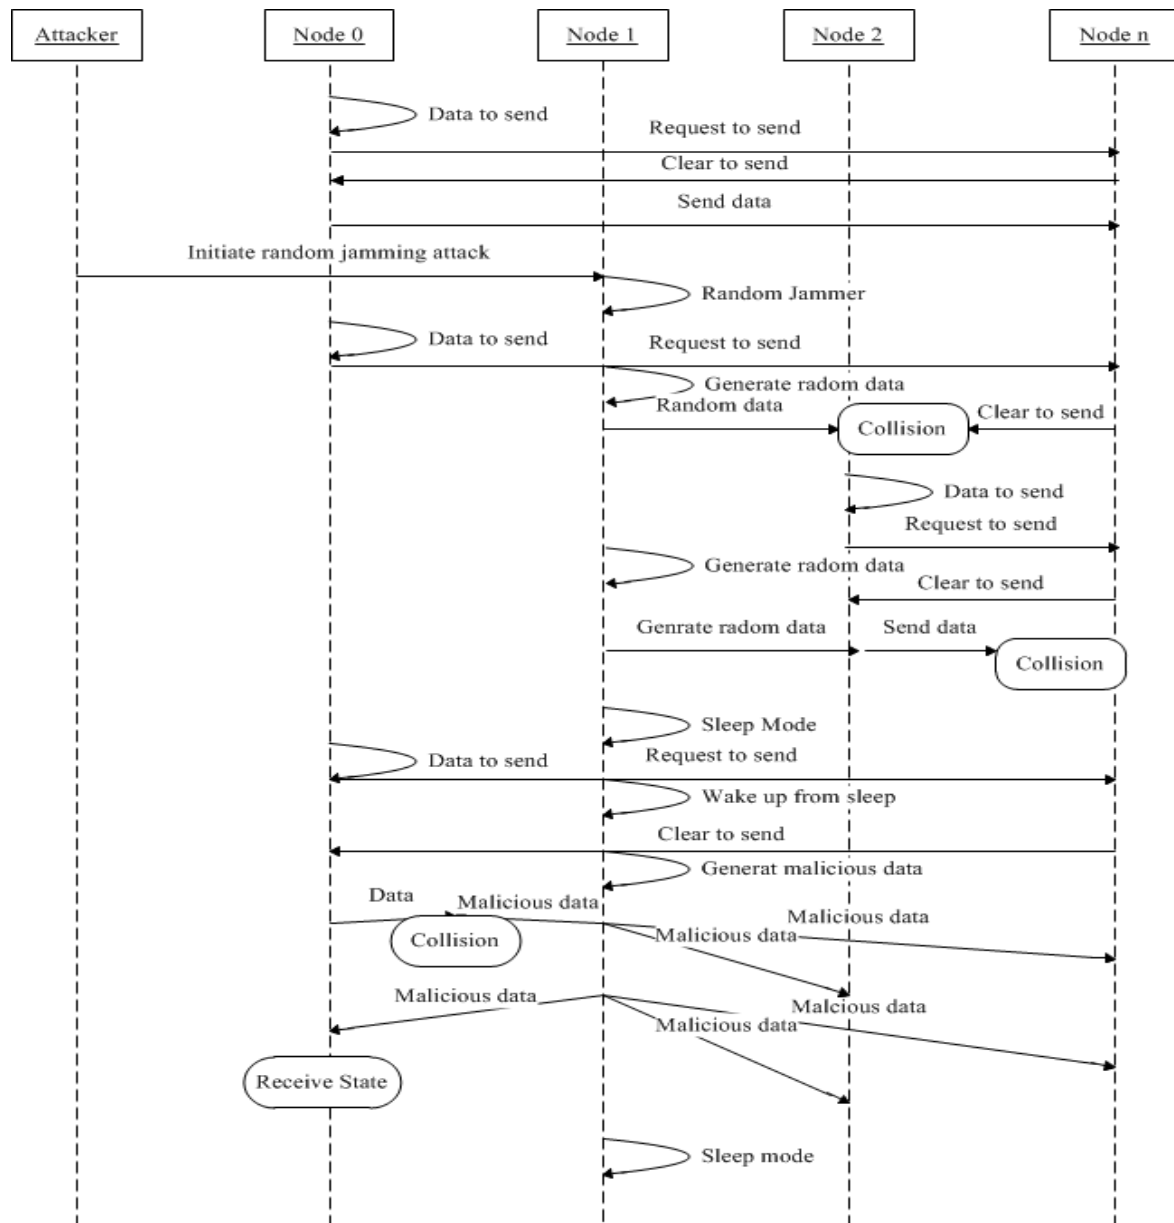 Attacker
Node 0
Node 1
Node 2
Node n
Data to send
Request to send
Clear to send
Send data
Initiate random jamming attack
Random Jammer
Data to send
Request to send
Generate radom data
Random data
Collision
Clear to send
Data to send
Request to send
Generate radom data
Clear to send
Genrate radom data
Send data
Collision
Sleep Mode
Data to send
Request to send
Wake up from sleep
Clear to send
Generat malicious data
Data
Malicious data
Malicious data
Malicious data
Collision
Malicious data
Malcious data
Malicious data
Receive State
Sleep mode